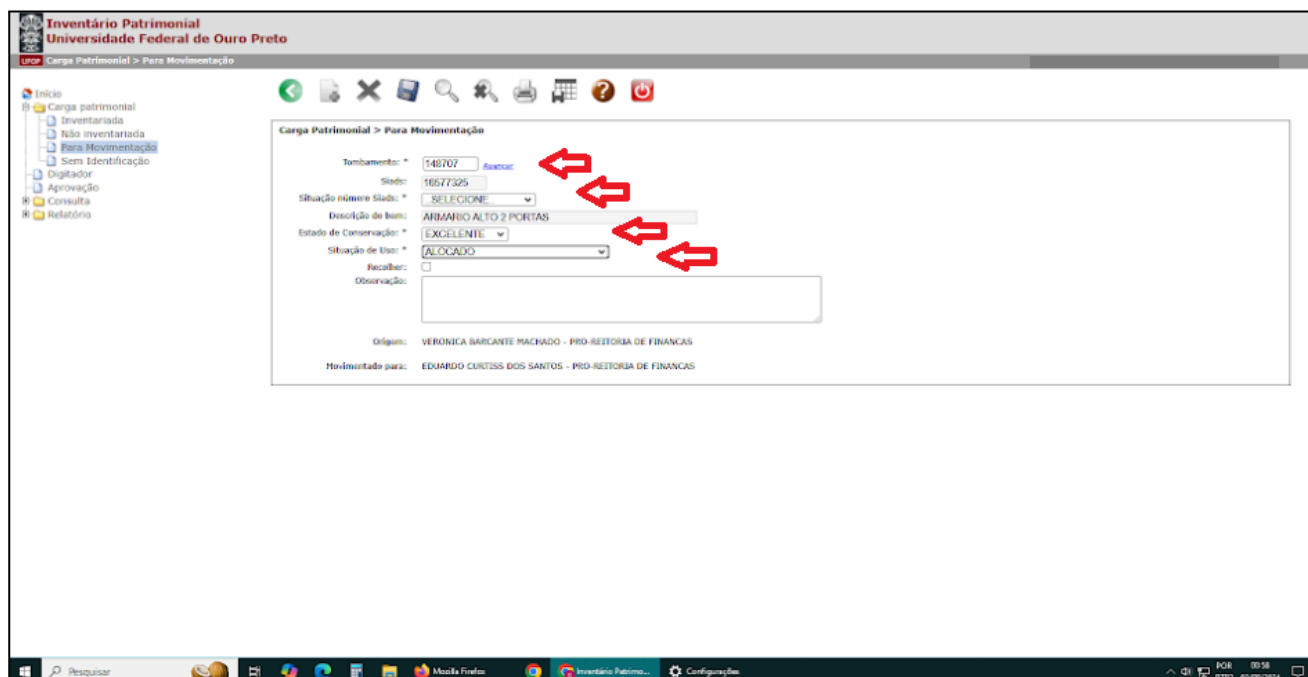 Inventário Patrimonial
Universidade Federal de Ouro Preto
UFOP Carga Patrimonial > Para Movimentação
Início
Carga patrimonial
Inventariada
Não inventariada
Para Movimentação
Sem Identificação
Digitador
Aprovação
Consulta
Relatório
Carga Patrimonial > Para Movimentação
Tombamento: * 148707
Siads: 16577325
Situação número Siads: * SELECIONE
Descrição do bem: ARMARIO ALTO 2 PORTAS
Estado de Conservação: * EXCELENTE
Situação de Uso: * ALOCADO
Recolher:
Observação:
Origem: VERONICA BARCANTE MACHADO - PRO-REITORIA DE FINANCAS
Movimentado para: EDUARDO CURTISS DOS SANTOS - PRO-REITORIA DE FINANCAS
Pesquisar Mozilla Firefox Inventário Patrimo... Configurações POR 00:58